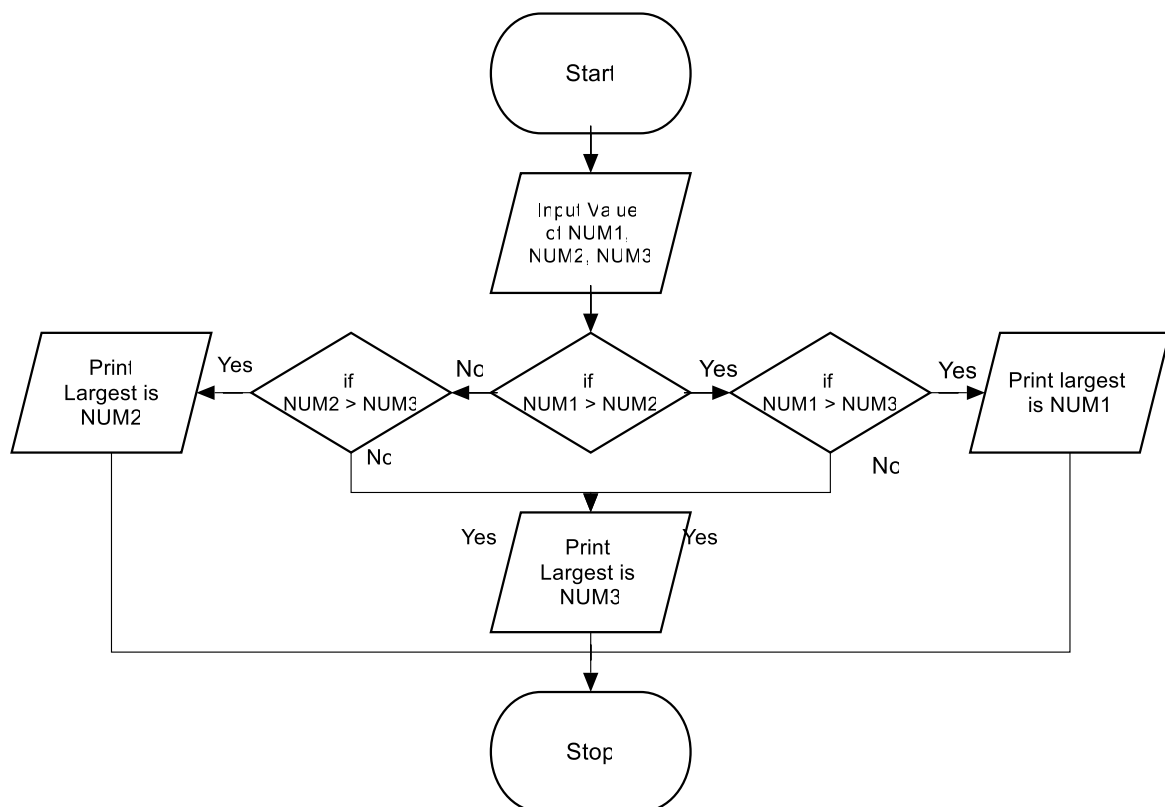 Start
Input Value
of NUM1,
NUM2, NUM3
Print
Largest is
NUM2
Yes
if
NUM2 > NUM3
No
if
NUM1 > NUM2
Yes
if
NUM1 > NUM3
Yes
Print largest
is NUM1
No
No
Yes
Print
Largest is
NUM3
Yes
Stop